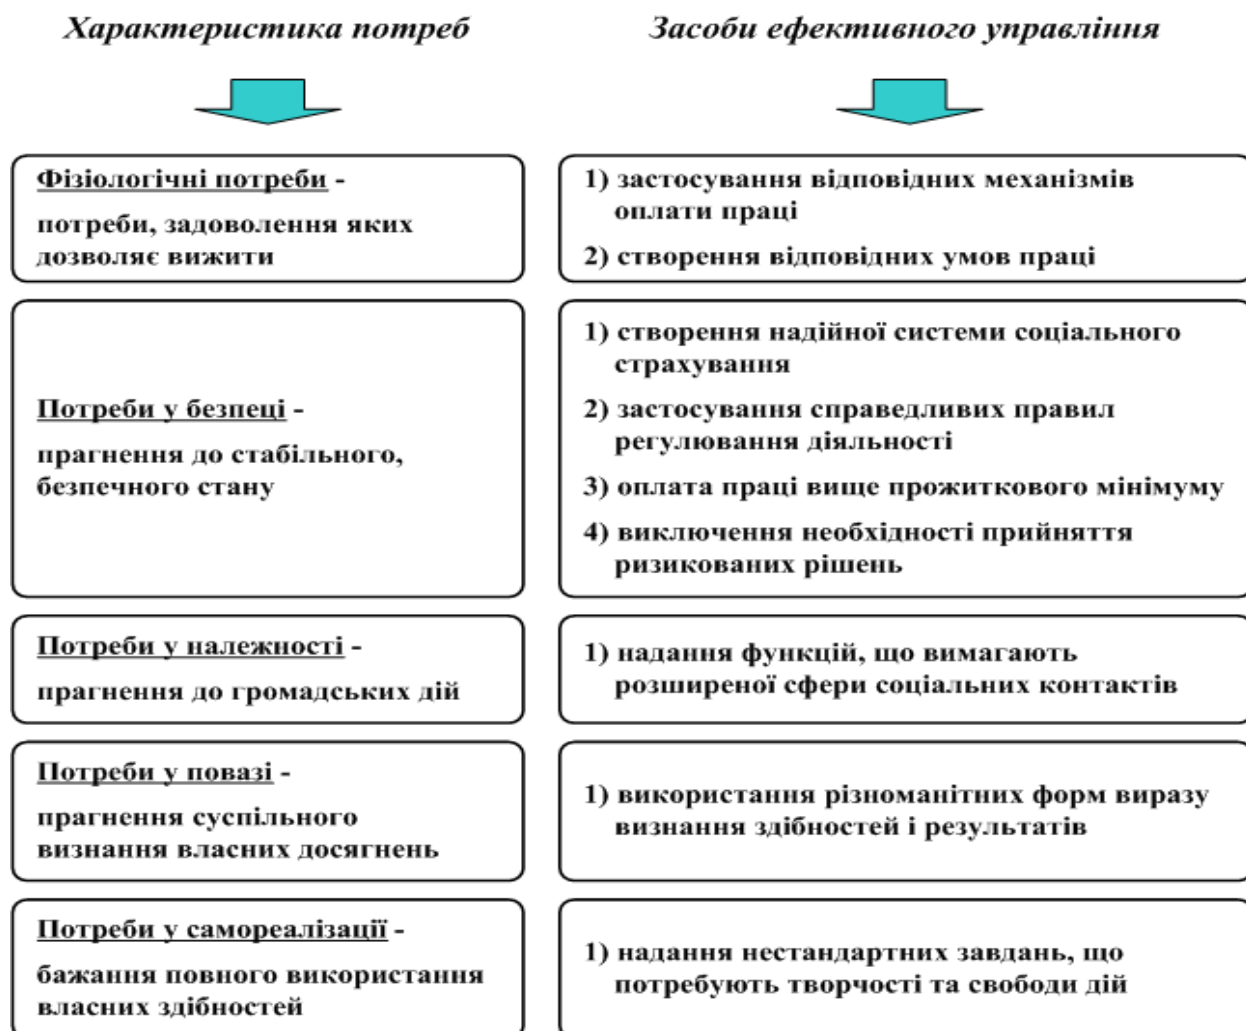 Характеристика потреб
Засоби ефективного управління
Фізіологічні потреби -
потреби, задоволення яких
дозволяє вижити
1) застосування відповідних механізмів
оплати праці
2) створення відповідних умов праці
Потреби у безпеці -
прагнення до стабільного,
безпечного стану
1) створення надійної системи соціального
страхування
2) застосування справедливих правил
регулювання діяльності
3) оплата праці вище прожиткового мінімуму
4) виключення необхідності прийняття
ризикованих рішень
Потреби у належності -
прагнення до громадських дій
1) надання функцій, що вимагають
розширеної сфери соціальних контактів
Потреби у повазі -
прагнення суспільного
визнання власних досягнень
1) використання різноманітних форм виразу
визнання здібностей і результатів
Потреби у самореалізації -
бажання повного використання
власних здібностей
1) надання нестандартних завдань, що
потребують творчості та свободи дій